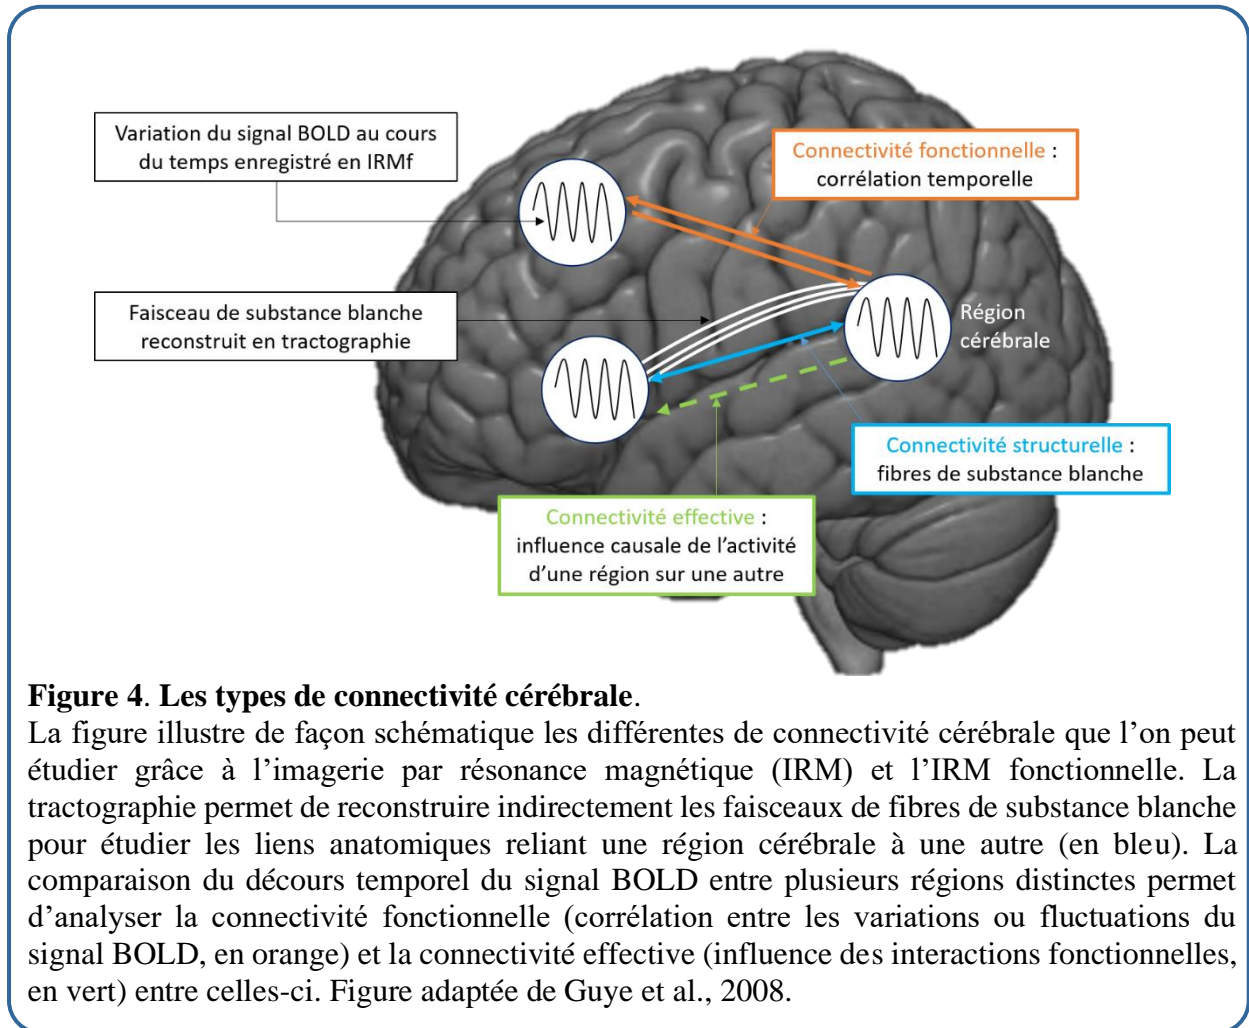 Variation du signal BOLD au cours
du temps enregistré en IRMf
Connectivité fonctionnelle :
corrélation temporelle
Faisceau de substance blanche
reconstruit en tractographie
Région
cérébrale
Connectivité structurelle :
fibres de substance blanche
Connectivité effective :
influence causale de l’activité
d’une région sur une autre
Figure 4. Les types de connectivité cérébrale.
La figure illustre de façon schématique les différentes de connectivité cérébrale que l’on peut
étudier grâce à l’imagerie par résonance magnétique (IRM) et l’IRM fonctionnelle. La
tractographie permet de reconstruire indirectement les faisceaux de fibres de substance blanche
pour étudier les liens anatomiques reliant une région cérébrale à une autre (en bleu). La
comparaison du décours temporel du signal BOLD entre plusieurs régions distinctes permet
d’analyser la connectivité fonctionnelle (corrélation entre les variations ou fluctuations du
signal BOLD, en orange) et la connectivité effective (influence des interactions fonctionnelles,
en vert) entre celles-ci. Figure adaptée de Guye et al., 2008.